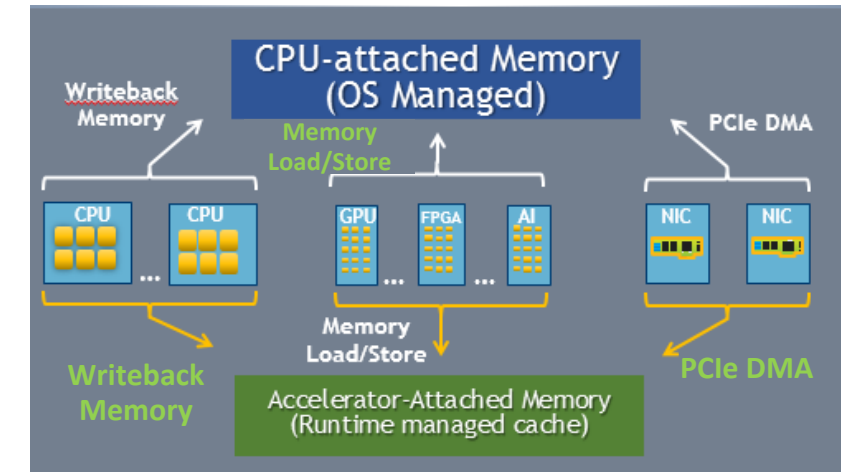 CPU-attached Memory
(OS Managed)
Writeback
Memory
Memory
Load/Store
PCIe DMA
CPU
CPU
GPU
FPGA
AI
NIC
NIC
...
...
...
Memory
Load/Store
Writeback
Memory
PCIe DMA
Accelerator-Attached Memory
(Runtime managed cache)